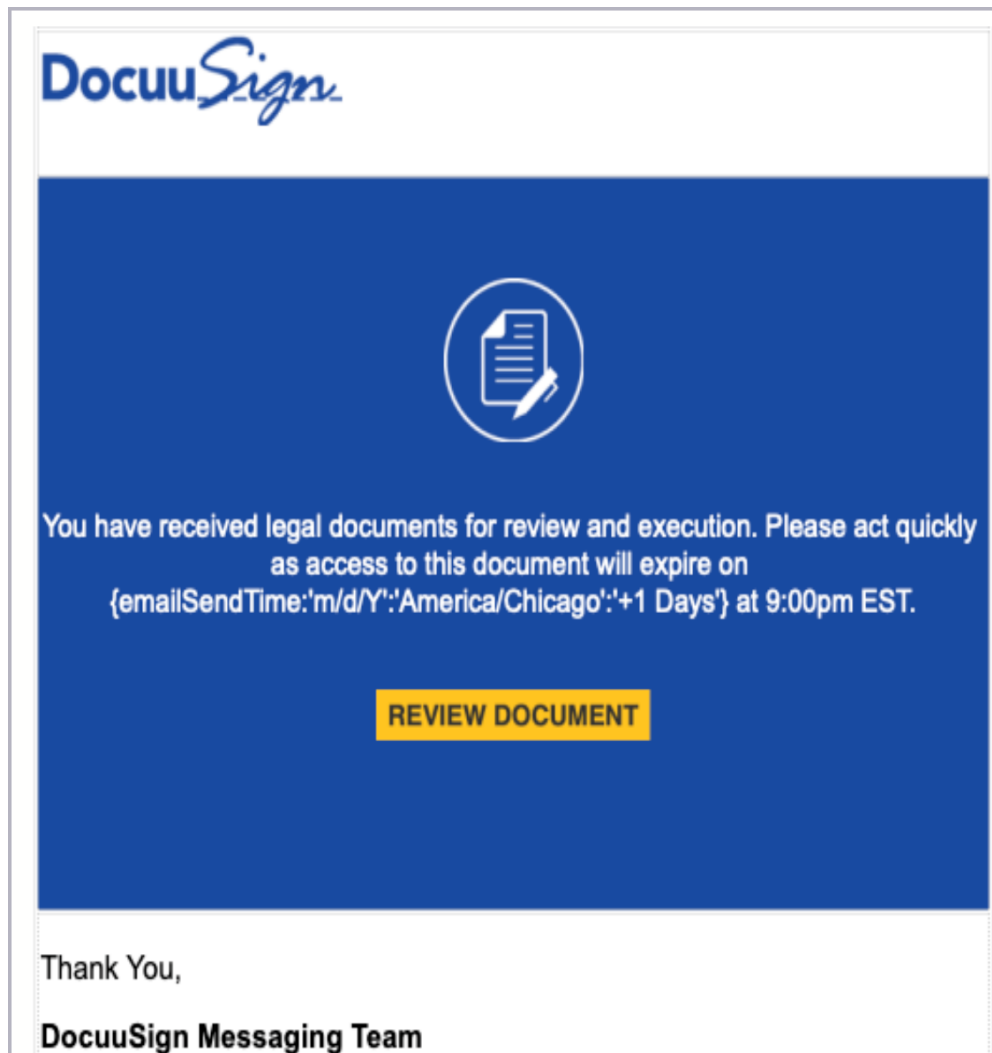 DocuuSign
You have received legal documents for review and execution. Please act quickly
as access to this document will expire on
{emailSendTime:'m/d/Y':'America/Chicago':'+1 Days'} at 9:00pm EST.
REVIEW DOCUMENT
Thank You,
DocuuSign Messaging Team